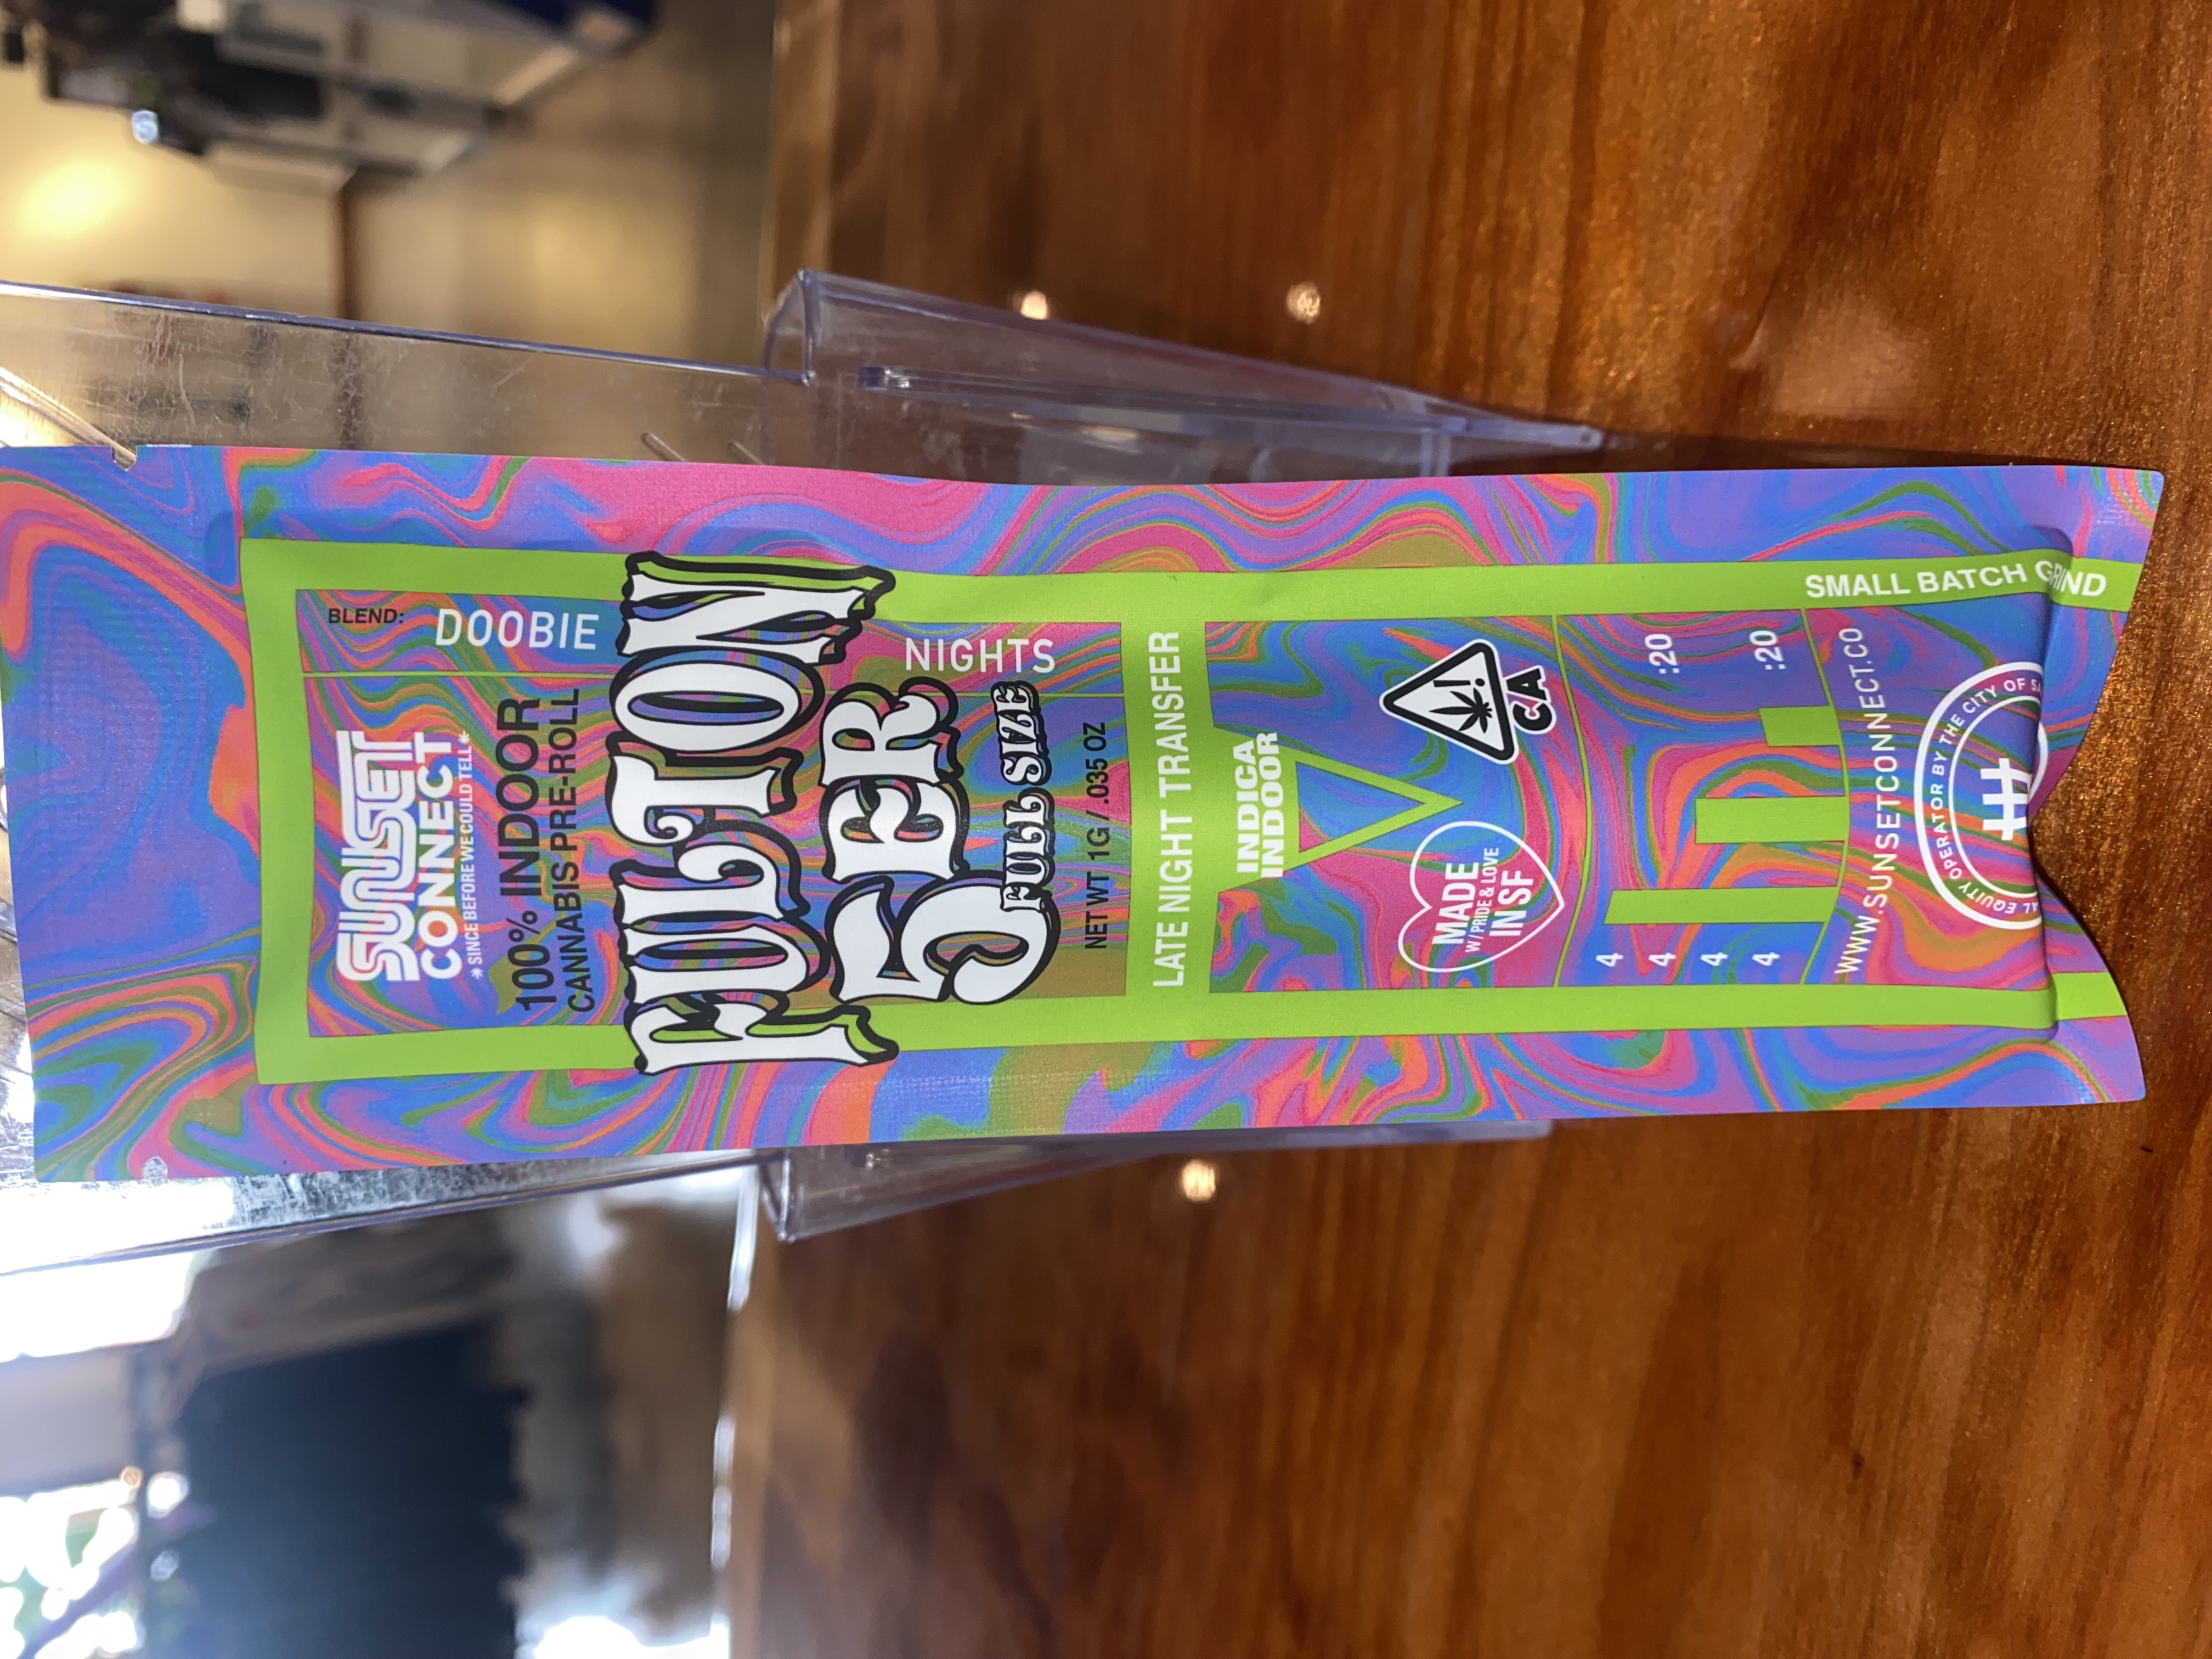 SUNSET
CONNECT
*SINCE BEFORE WE COULD TELL*
BLEND:
DOOBIE
100% INDOOR
CANNABIS PRE-ROLL
FULTON
5ER
NIGHTS
FULL SIZE
NET WT 1G / .035 OZ
LATE NIGHT TRANSFER
INDICA
INDOOR
!
CA
MADE
W/ PRIDE & LOVE
IN SF
4
4 :20
4
4 :20
WWW.SUNSETCONNECT.CO
SMALL BATCH GRIND
EQUITY OPERATOR BY THE CITY OF
#